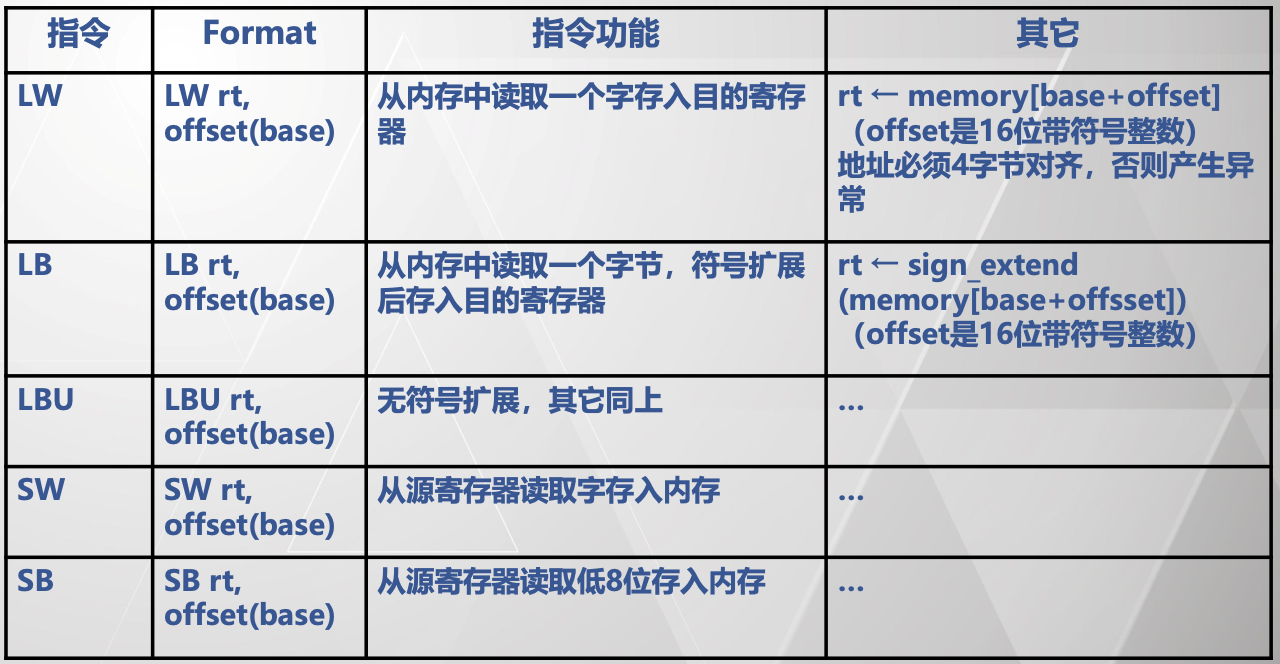 指令
Format
指令功能
其它
LW
LW rt,
offset(base)
从内存中读取一个字存入目的寄存
器
rt ← memory[base+offset]
（offset是16位带符号整数）
地址必须4字节对齐，否则产生异
常
LB
LB rt,
offset(base)
从内存中读取一个字节，符号扩展
后存入目的寄存器
rt ← sign_extend
(memory[base+offsset])
（offset是16位带符号整数）
LBU
LBU rt,
offset(base)
无符号扩展，其它同上
...
SW
SW rt,
offset(base)
从源寄存器读取字存入内存
...
SB
SB rt,
offset(base)
从源寄存器读取低8位存入内存
...